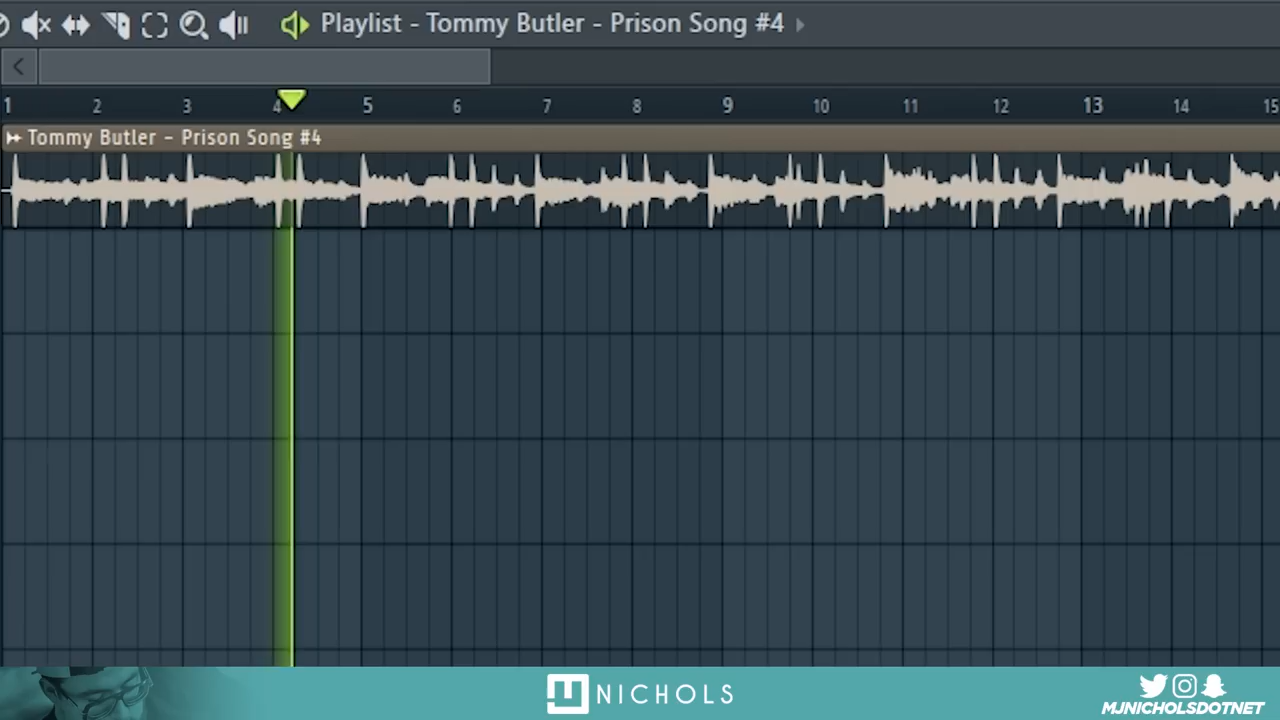 Playlist - Tommy Butler - Prison Song #4
1 2 3 4 5 6 7 8 9 10 11 12 13 14 15
Tommy Butler - Prison Song #4
NICHOLS
MJNICHOLSDOTNET